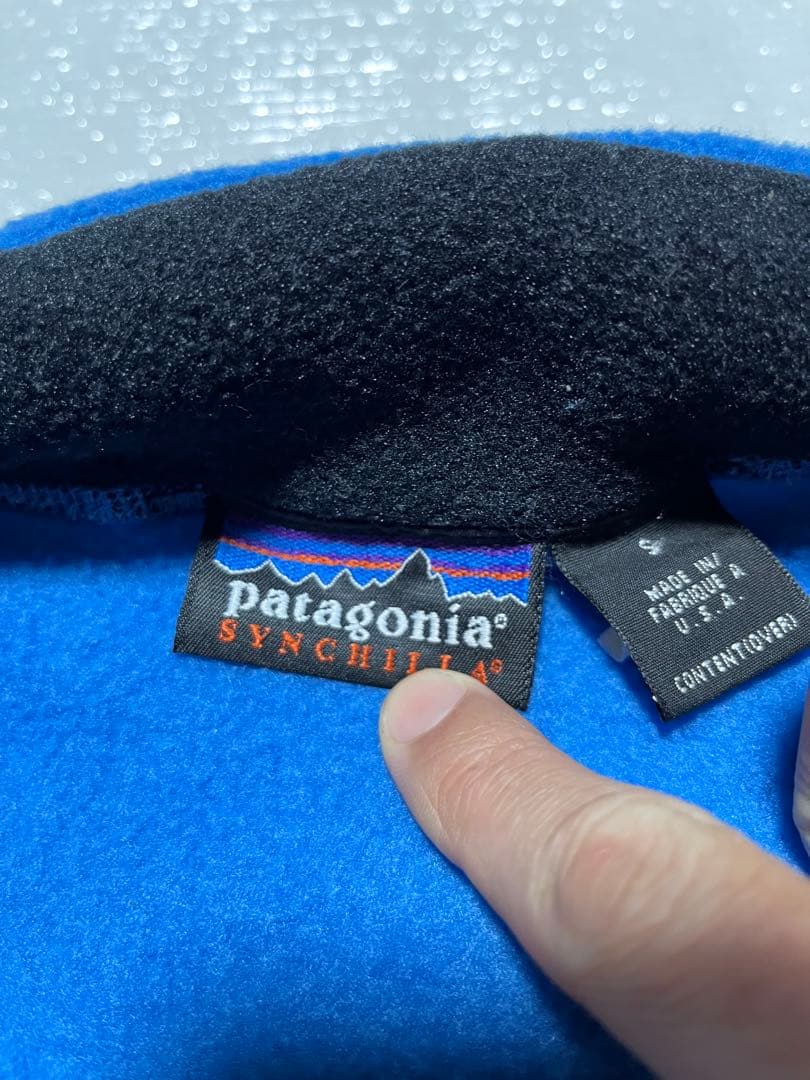 patagonia®
SYNCHILLA®
S
MADE IN/
FABRIQUE A
U.S.A.
CONTENT(OVER)